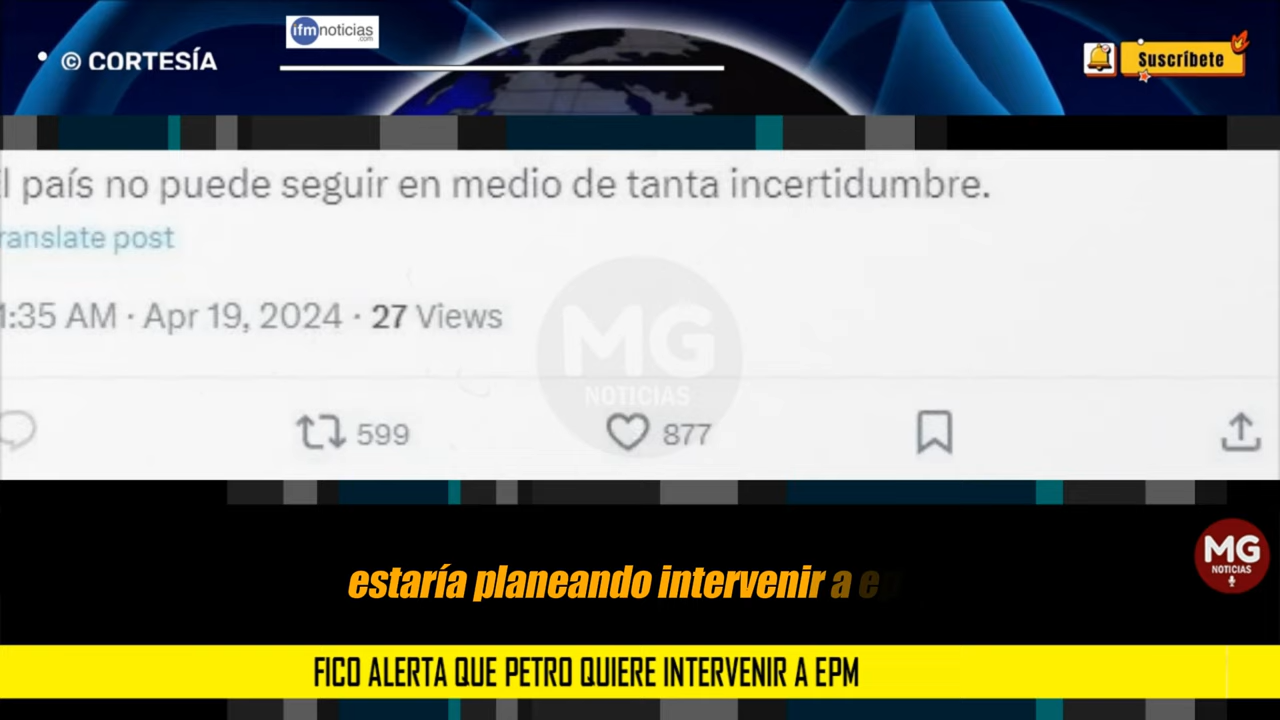 ifmnoticias
.com
© CORTESÍA
Suscríbete
l país no puede seguir en medio de tanta incertidumbre.
ranslate post
1:35 AM · Apr 19, 2024 · 27 Views
MG
NOTICIAS
599
877
estaría planeando intervenir a ep
MG
NOTICIAS
FICO ALERTA QUE PETRO QUIERE INTERVENIR A EPM